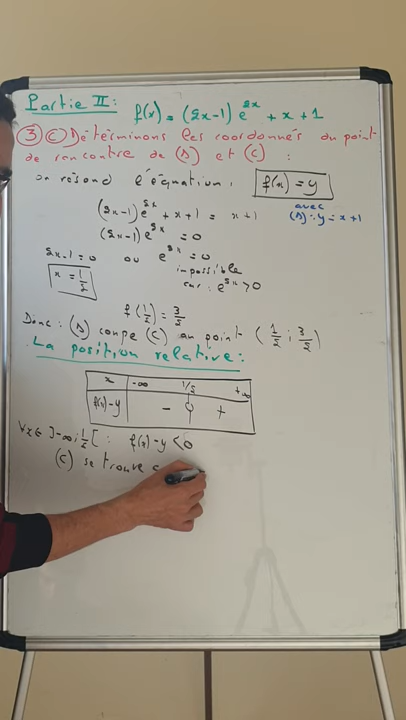 Partie II : f(x) = (2x-1) e^{2x} + x + 1
3 C) Déterminons les coordonnés du point
de rencontre de (D) et (C) :
on résoud l'équation : f(x) = y
avec
(D) : y = x+1
(2x-1)e^{2x} + x+1 = x+1
(2x-1) e^{2x} = 0
2x-1 = 0 ou e^{2x} = 0
x = 1/2 impossible
car : e^{2x} > 0
f(1/2) = 3/2
Donc : (D) coupe (C) au point (1/2 ; 3/2)
La position relative :
x -∞ 1/2 +∞
f(x)-y - 0 +
∀x∈ ]-∞; 1/2[ : f(x)-y < 0
(C) se trouve